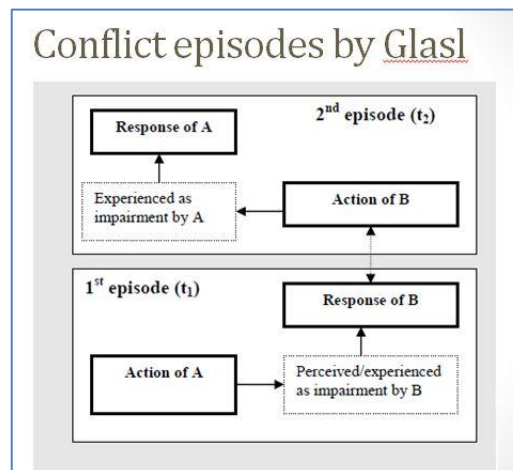 Conflict episodes by Glasl
2nd episode (t2)
Response of A
Experienced as
impairment by A
Action of B
1st episode (t1)
Response of B
Action of A
Perceived/experienced
as impairment by B